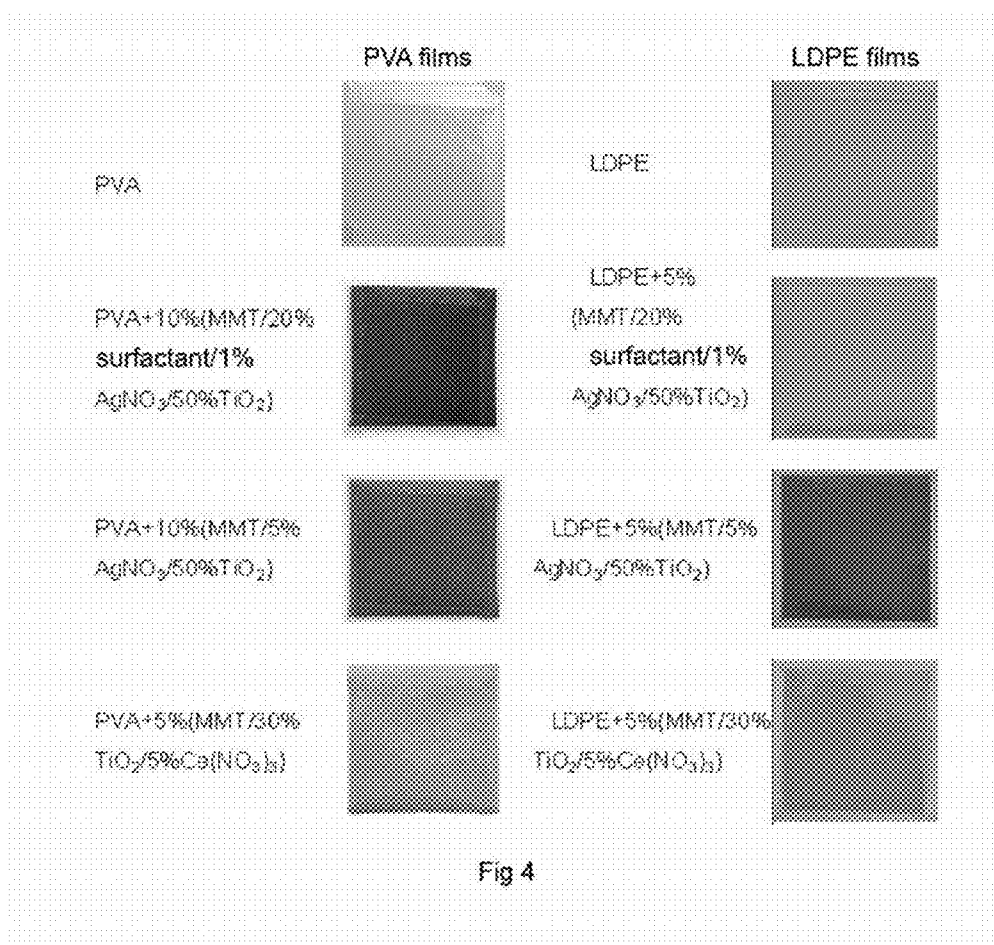 PVA films
LDPE films
PVA
LDPE
PVA+10%(MMT/20%
surfactant/1%
AgNO₃/50%TiO₂)
LDPE+5%
(MMT/20%
surfactant/1%
AgNO₃/50%TiO₂)
PVA+10%(MMT/5%
AgNO₃/50%TiO₂)
LDPE+5%(MMT/5%
AgNO₃/50%TiO₂)
PVA+5%(MMT/30%
TiO₂/5%Ce(NO₃)₃)
LDPE+5%(MMT/30%
TiO₂/5%Ce(NO₃)₃)
Fig 4